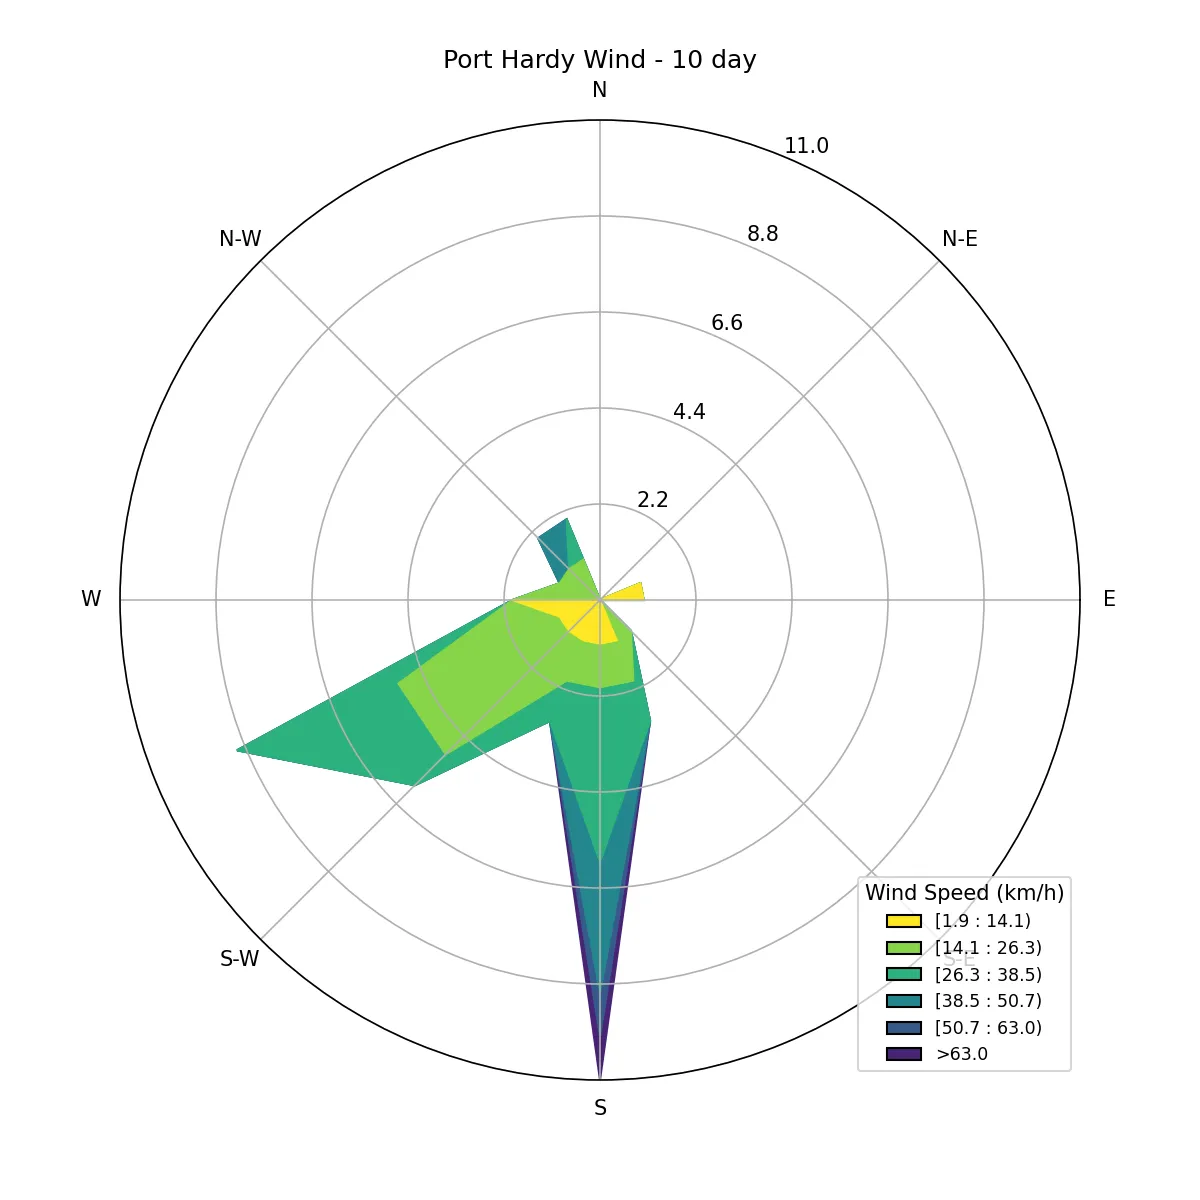 Port Hardy Wind - 10 day
N
11.0
N-W
N-E
8.8
6.6
4.4
2.2
W
E
S-W
S-E
Wind Speed (km/h)
[1.9 : 14.1)
[14.1 : 26.3)
[26.3 : 38.5)
[38.5 : 50.7)
[50.7 : 63.0)
>63.0
S